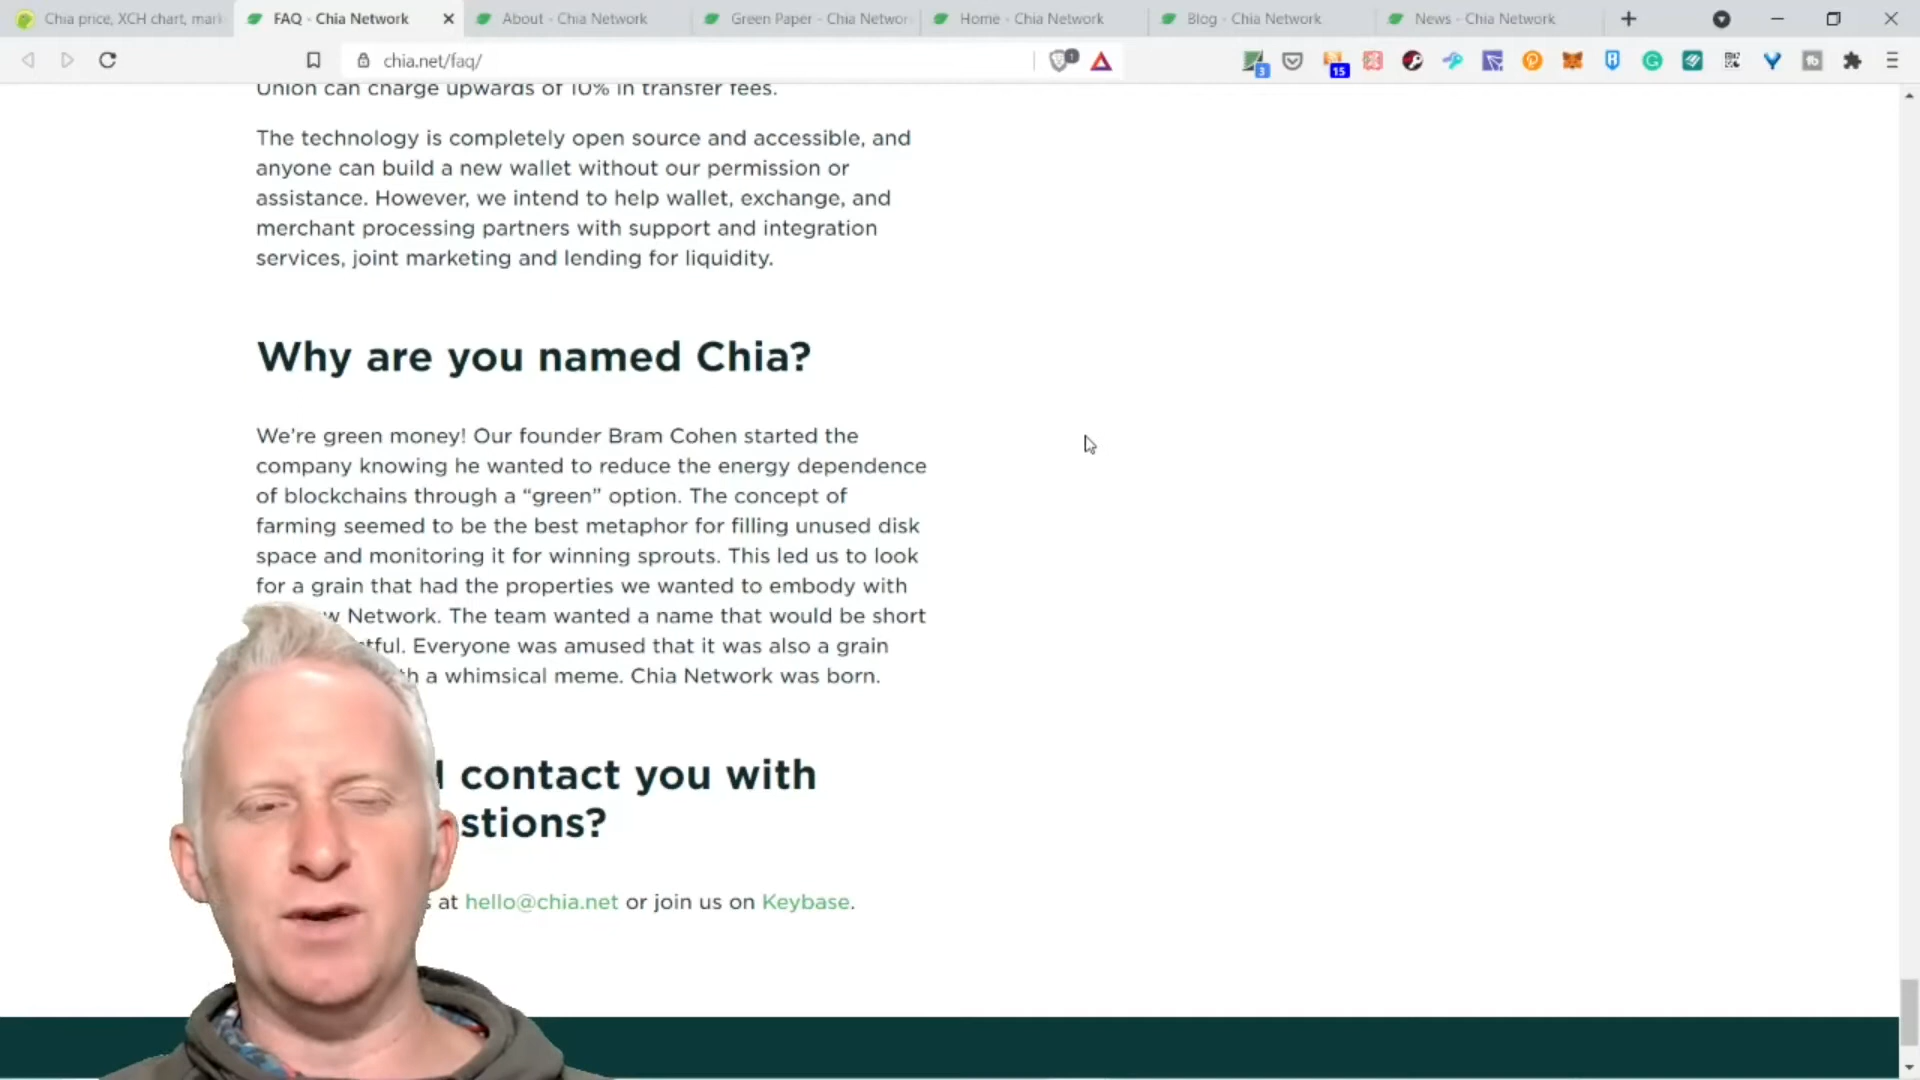 Chia price, XCH chart, mark
FAQ - Chia Network
About - Chia Network
Green Paper - Chia Networ
Home - Chia Network
Blog - Chia Network
News - Chia Network
chia.net/faq/
1
3
15
Union can charge upwards of 10% in transfer fees.
The technology is completely open source and accessible, and
anyone can build a new wallet without our permission or
assistance. However, we intend to help wallet, exchange, and
merchant processing partners with support and integration
services, joint marketing and lending for liquidity.
Why are you named Chia?
We’re green money! Our founder Bram Cohen started the
company knowing he wanted to reduce the energy dependence
of blockchains through a “green” option. The concept of
farming seemed to be the best metaphor for filling unused disk
space and monitoring it for winning sprouts. This led us to look
for a grain that had the properties we wanted to embody with
w Network. The team wanted a name that would be short
tful. Everyone was amused that it was also a grain
h a whimsical meme. Chia Network was born.
I contact you with
stions?
s at hello@chia.net or join us on Keybase.